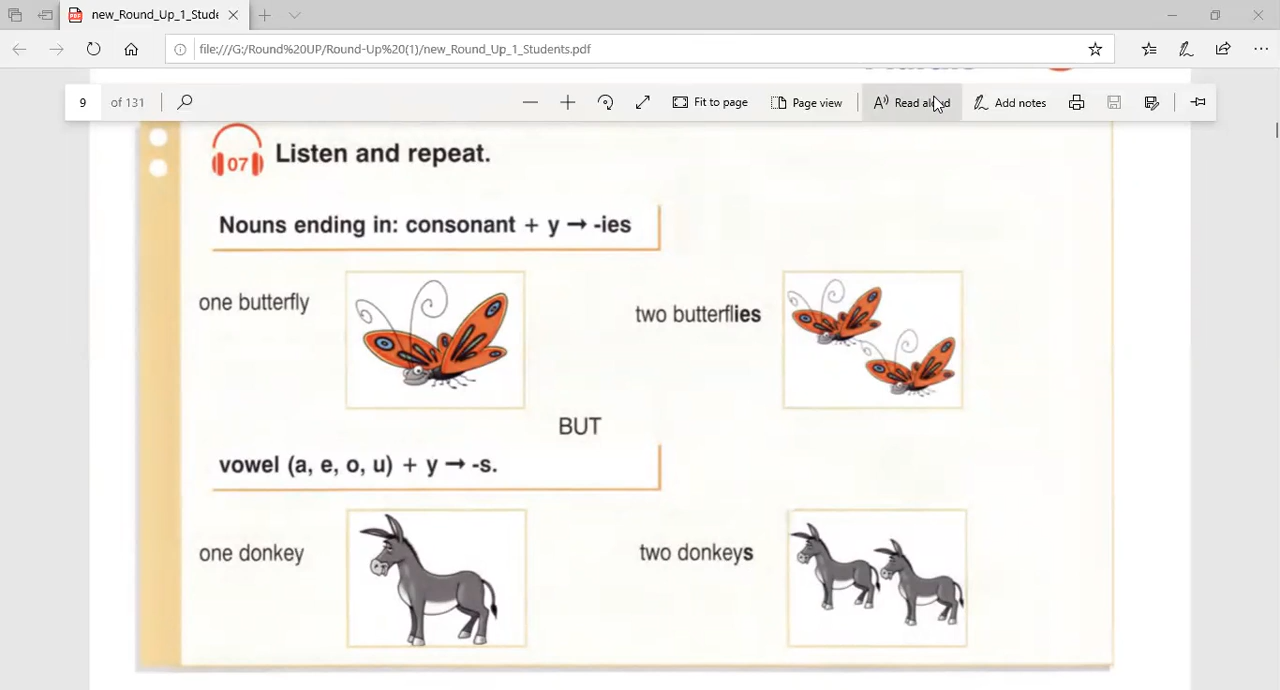 new_Round_Up_1_Stude
file:///G:/Round%20UP/Round-Up%20(1)/new_Round_Up_1_Students.pdf
9 of 131 Fit to page Page view Read aloud Add notes
07 Listen and repeat.
Nouns ending in: consonant + y → -ies
one butterfly
two butterflies
BUT
vowel (a, e, o, u) + y → -s.
one donkey
two donkeys